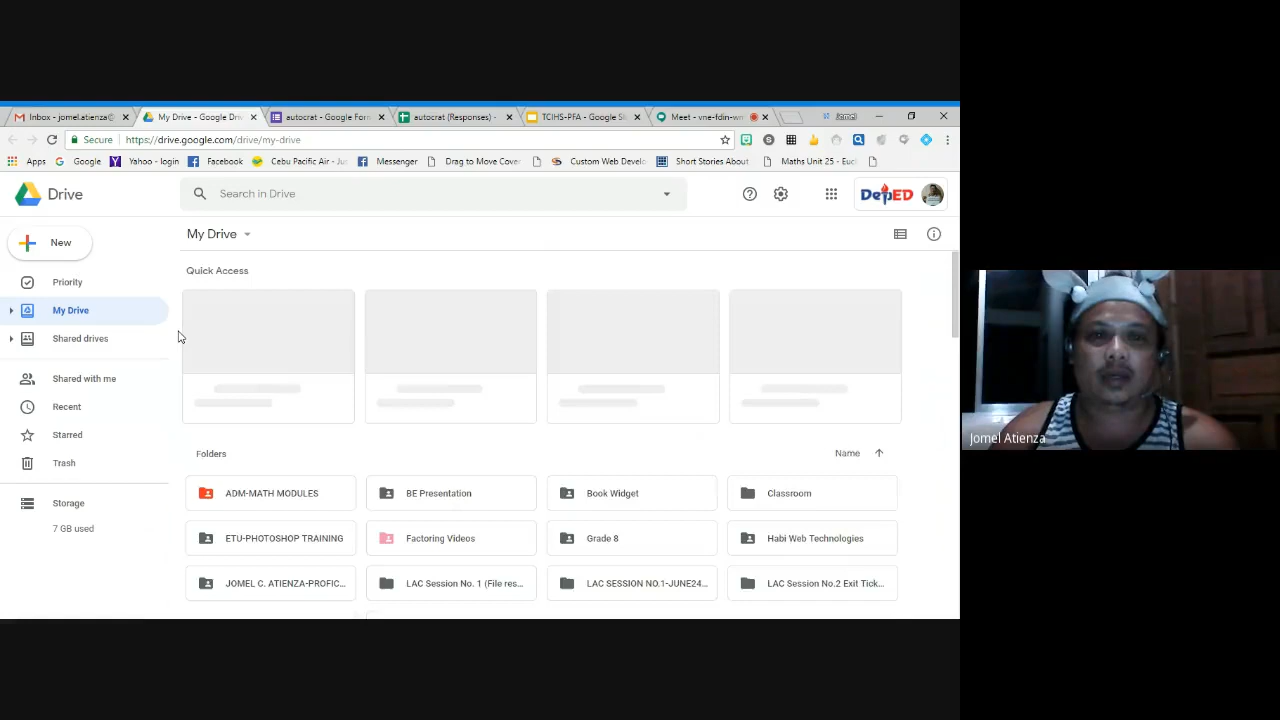 Inbox - jomel.atienza@
My Drive - Google Driv
autocrat - Google Form
autocrat (Responses) -
TCIHS-PFA - Google Sli
Meet - vne-fdin-wn
Jomel
Secure
https://drive.google.com/drive/my-drive
Apps
Google
Yahoo - login
Facebook
Cebu Pacific Air - Ju
Messenger
Drag to Move Cover
Custom Web Develo
Short Stories About
Maths Unit 25 - Eucl
Drive
Search in Drive
DepED
New
My Drive
Quick Access
Priority
My Drive
Shared drives
Shared with me
Recent
Starred
Trash
Storage
7 GB used
Folders
Name
ADM-MATH MODULES
BE Presentation
Book Widget
Classroom
ETU-PHOTOSHOP TRAINING
Factoring Videos
Grade 8
Habi Web Technologies
JOMEL C. ATIENZA-PROFIC...
LAC Session No. 1 (File res...
LAC SESSION NO.1-JUNE24...
LAC Session No.2 Exit Tick...
Jomel Atienza